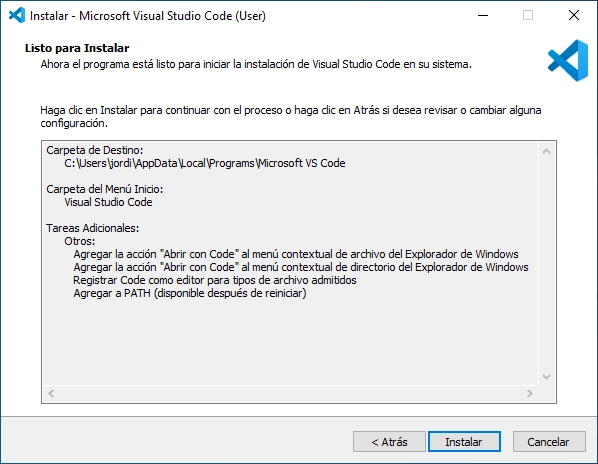 Instalar - Microsoft Visual Studio Code (User)
Listo para Instalar
Ahora el programa está listo para iniciar la instalación de Visual Studio Code en su sistema.
Haga clic en Instalar para continuar con el proceso o haga clic en Atrás si desea revisar o cambiar alguna
configuración.
Carpeta de Destino:
C:\Users\jordi\AppData\Local\Programs\Microsoft VS Code
Carpeta del Menú Inicio:
Visual Studio Code
Tareas Adicionales:
Otros:
Agregar la acción "Abrir con Code" al menú contextual de archivo del Explorador de Windows
Agregar la acción "Abrir con Code" al menú contextual de directorio del Explorador de Windows
Registrar Code como editor para tipos de archivo admitidos
Agregar a PATH (disponible después de reiniciar)
< Atrás
Instalar
Cancelar